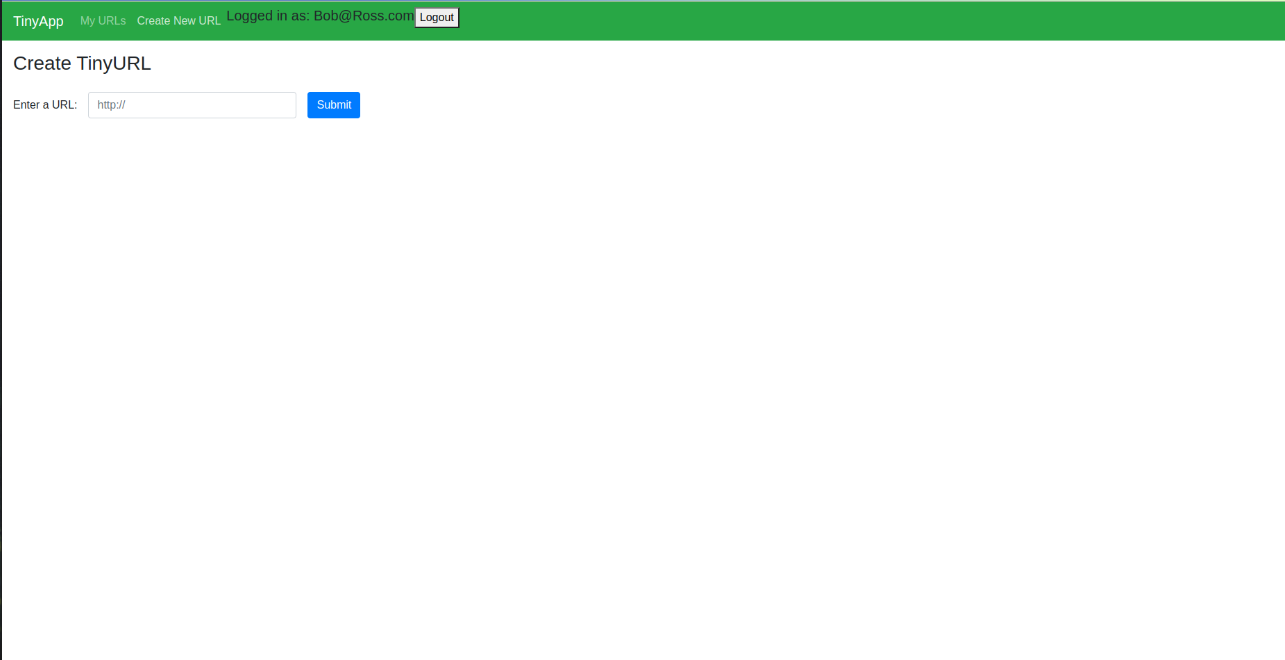 TinyApp My URLs Create New URL Logged in as: Bob@Ross.com Logout
Create TinyURL
Enter a URL: http:// Submit